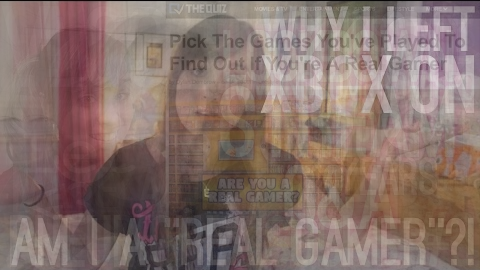 THE QUIZ
WHY I LEFT
XBOX ON
Pick The Games You've Played To
Find Out If You're A Real Gamer
ARE YOU A
REAL GAMER?
AM I A "REAL GAMER"?!